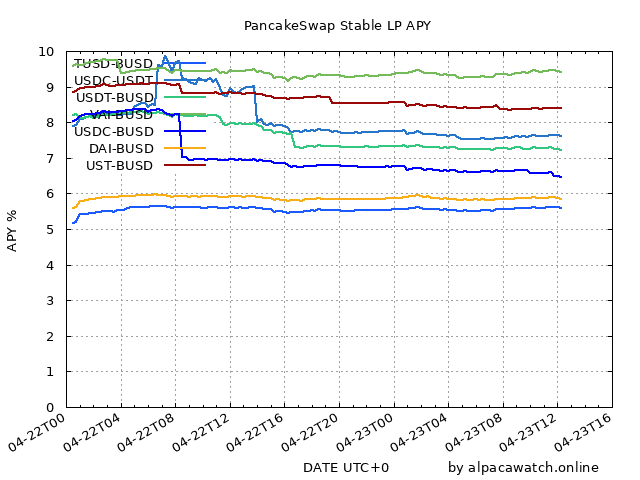 PancakeSwap Stable LP APY
APY %
10
9
8
7
6
5
4
3
2
1
0
TUSD-BUSD
USDC-USDT
USDT-BUSD
VAI-BUSD
USDC-BUSD
DAI-BUSD
UST-BUSD
04-22T00
04-22T04
04-22T08
04-22T12
04-22T16
04-22T20
04-23T00
04-23T04
04-23T08
04-23T12
04-23T16
DATE UTC+0
by alpacawatch.online